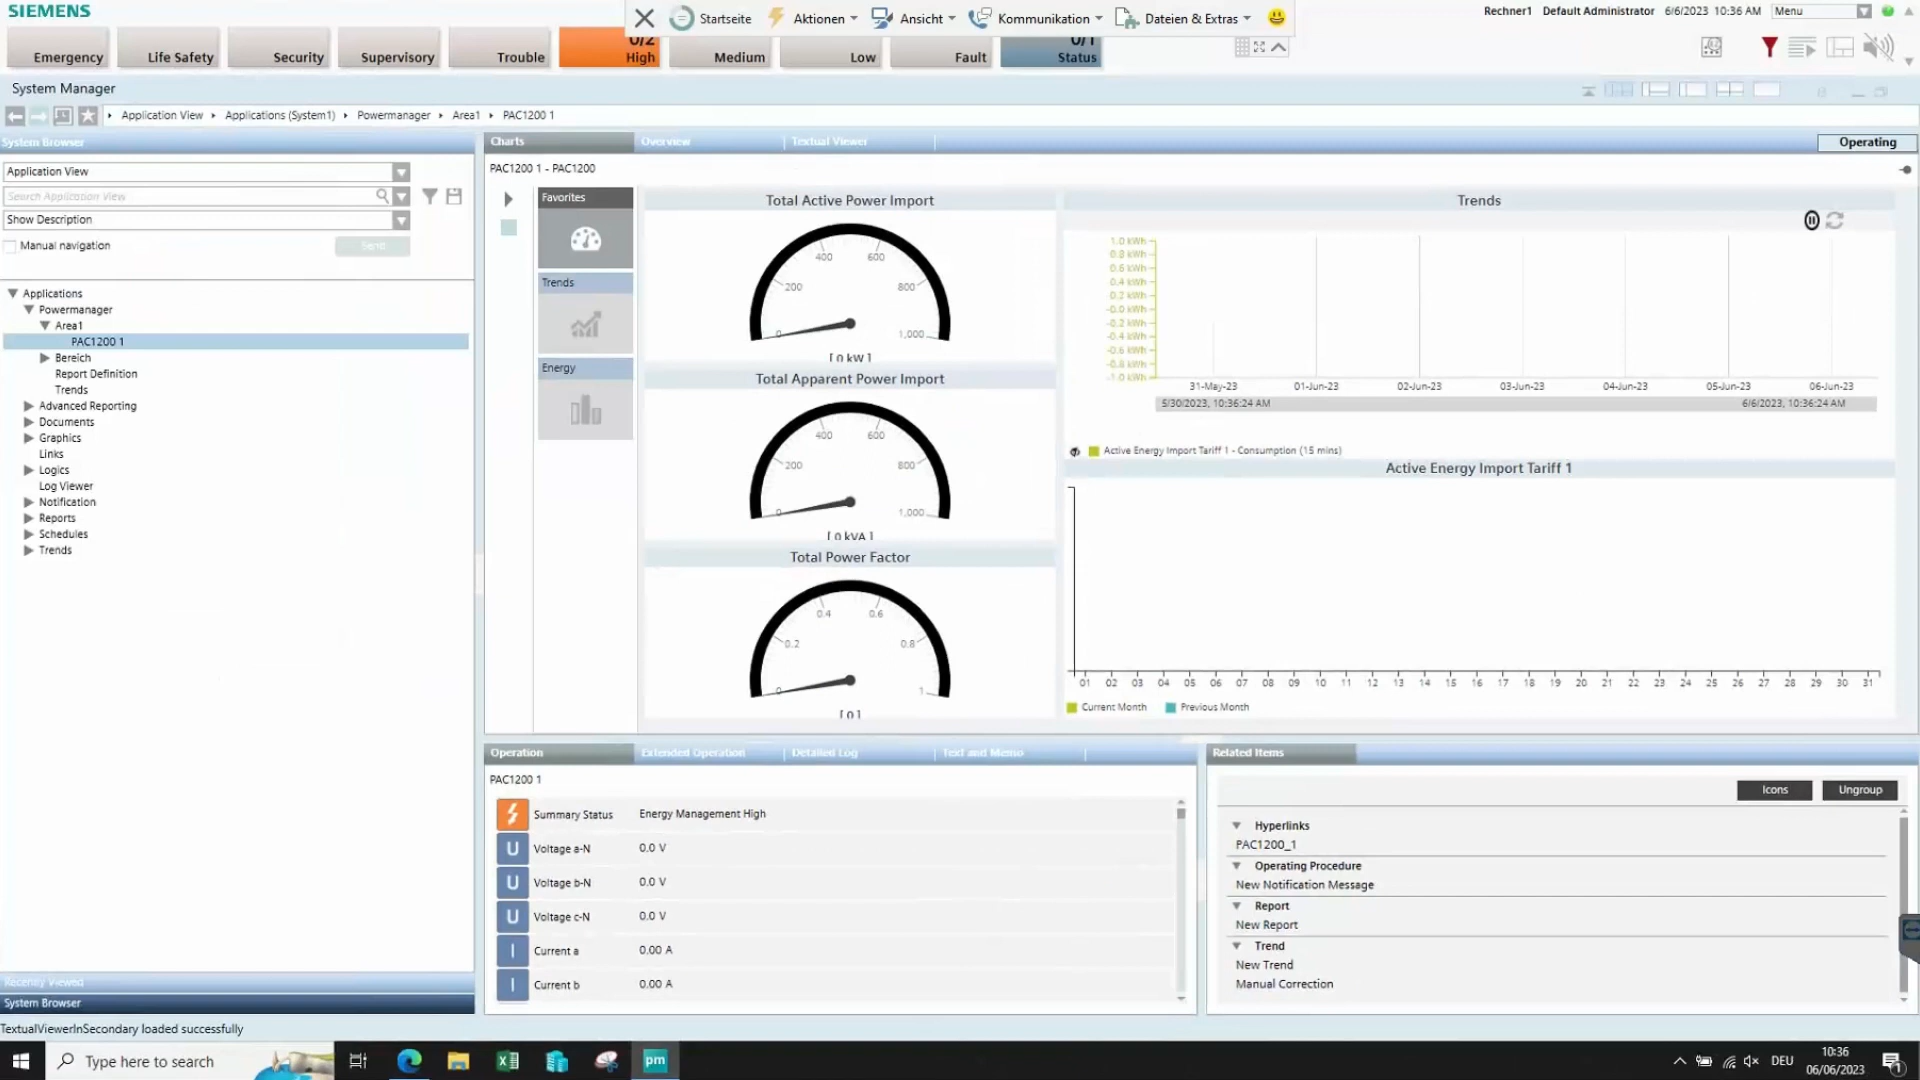 SIEMENS
Startseite
Aktionen
Ansicht
Kommunikation
Dateien & Extras
Rechner1 Default Administrator 6/6/2023 10:36 AM Menu
Emergency
Life Safety
Security
Supervisory
Trouble
0/2
High
Medium
Low
Fault
0/1
Status
System Manager
Application View Applications (System1) Powermanager Area1 PAC1200 1
System Browser
Application View
Search Application View
Show Description
Manual navigation
Send
Applications
Powermanager
Area1
PAC1200 1
Bereich
Report Definition
Trends
Advanced Reporting
Documents
Graphics
Links
Logics
Log Viewer
Notification
Reports
Schedules
Trends
Recently Viewed
System Browser
TextualViewerInSecondary loaded successfully
Charts Overview Textual Viewer
Operating
PAC1200 1 - PAC1200
Favorites
Trends
Energy
Total Active Power Import
0 200 400 600 800 1,000
[ 0 kW ]
Total Apparent Power Import
0 200 400 600 800 1,000
[ 0 kVA ]
Total Power Factor
0 0.2 0.4 0.6 0.8 1
[ 0 ]
Trends
1.0 kWh
0.8 kWh
0.6 kWh
0.4 kWh
0.2 kWh
-0.0 kWh
-0.2 kWh
-0.4 kWh
-0.6 kWh
-0.8 kWh
-1.0 kWh
31-May-23 01-Jun-23 02-Jun-23 03-Jun-23 04-Jun-23 05-Jun-23 06-Jun-23
5/30/2023, 10:36:24 AM 6/6/2023, 10:36:24 AM
Active Energy Import Tariff 1 - Consumption (15 mins)
Active Energy Import Tariff 1
01 02 03 04 05 06 07 08 09 10 11 12 13 14 15 16 17 18 19 20 21 22 23 24 25 26 27 28 29 30 31
Current Month Previous Month
Operation Extended Operation Detailed Log Text and Memo
PAC1200 1
Summary Status Energy Management High
U Voltage a-N 0.0 V
U Voltage b-N 0.0 V
U Voltage c-N 0.0 V
I Current a 0.00 A
I Current b 0.00 A
Related Items
Icons Ungroup
Hyperlinks
PAC1200_1
Operating Procedure
New Notification Message
Report
New Report
Trend
New Trend
Manual Correction
Type here to search
pm
DEU
10:36
06/06/2023
1